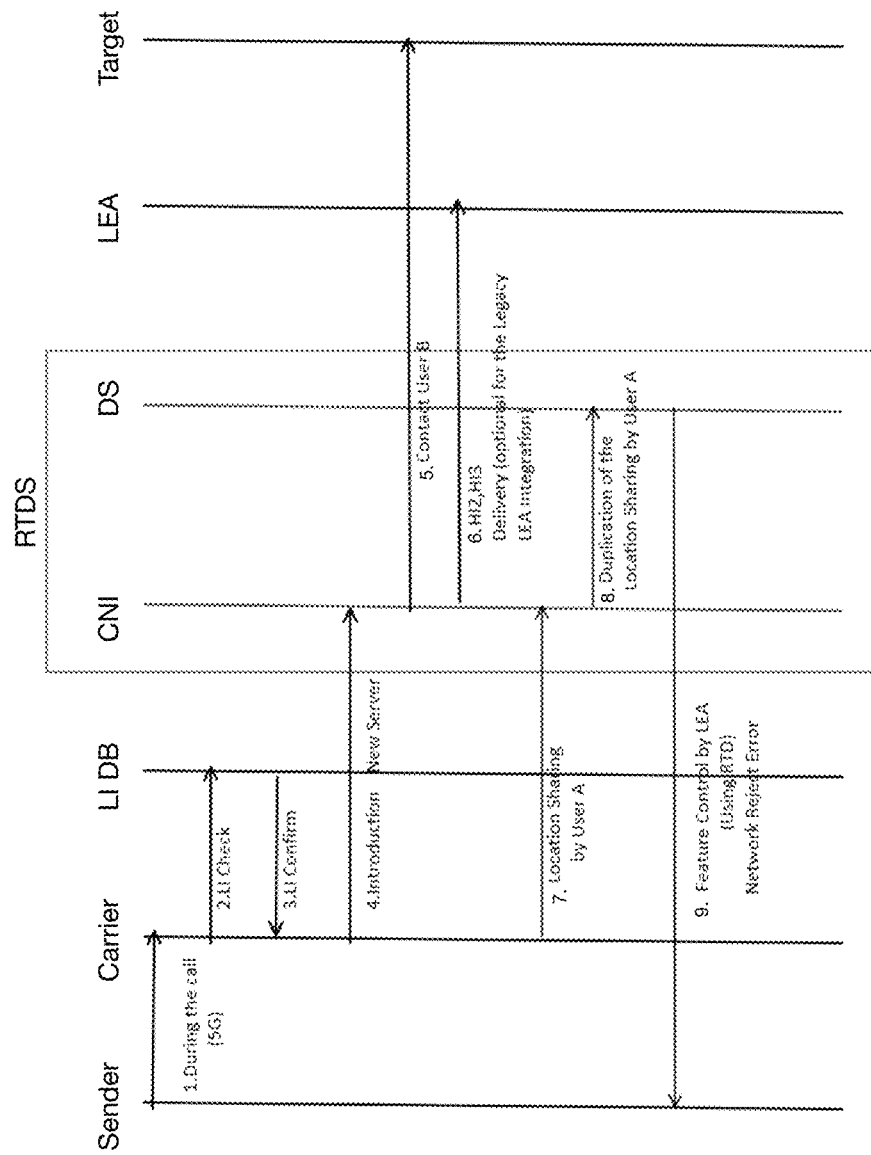 RTDS
Sender
Carrier
LI DB
CNI
DS
LEA
Target
1.During the call
(5G)
2.LI Check
3.LI Confirm
4.Introduction New Server
5. Contact User B
6. HI2,HI3
Delivery (optional for the Legacy
LEA Integration)
7. Location Sharing
by User A
8. Duplication of the
Location Sharing by User A
9. Feature Control by LEA
(Using RTD)
Network Reject Error